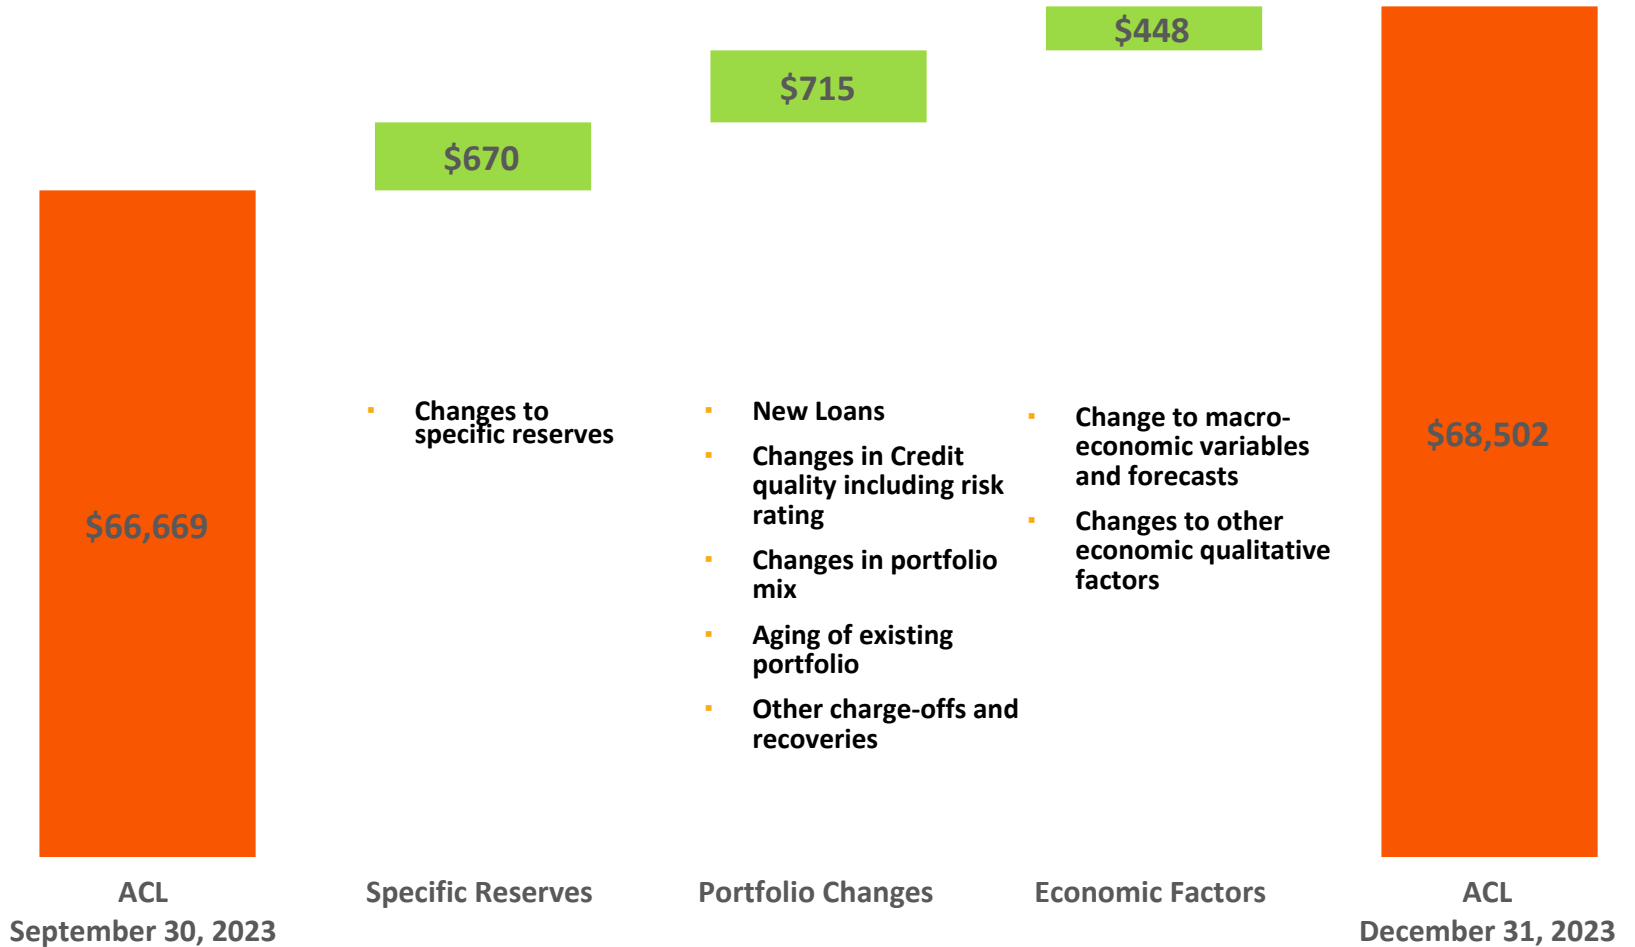 $448
$715
$670
$66,669
▪ Changes to
specific reserves
▪ New Loans
▪ Changes in Credit
quality including risk
rating
▪ Changes in portfolio
mix
▪ Aging of existing
portfolio
▪ Other charge-offs and
recoveries
▪ Change to macro-
economic variables
and forecasts
▪ Changes to other
economic qualitative
factors
$68,502
ACL
September 30, 2023
Specific Reserves
Portfolio Changes
Economic Factors
ACL
December 31, 2023